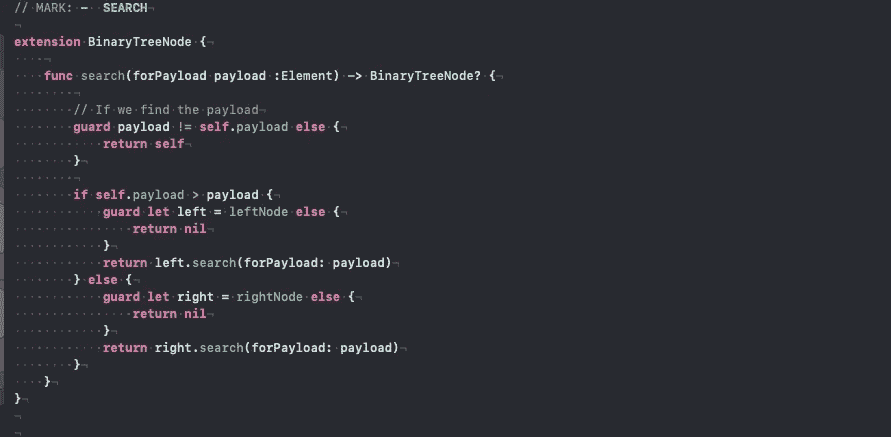 // MARK: - SEARCH
extension BinaryTreeNode {
    func search(forPayload payload :Element) -> BinaryTreeNode? {
        // If we find the payload
        guard payload != self.payload else {
            return self
        }
        if self.payload > payload {
            guard let left = leftNode else {
                return nil
            }
            return left.search(forPayload: payload)
        } else {
            guard let right = rightNode else {
                return nil
            }
            return right.search(forPayload: payload)
        }
    }
}